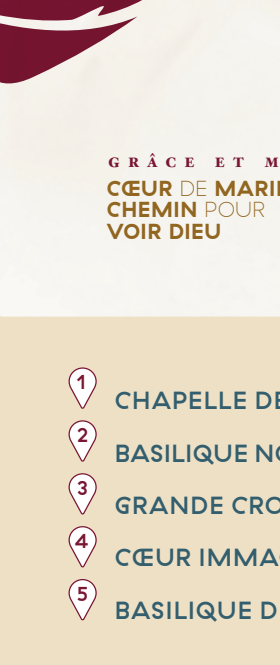 GRÂCE ET M
CŒUR DE MARI
CHEMIN POUR
VOIR DIEU
1 CHAPELLE DE
2 BASILIQUE NO
3 GRANDE CRO
4 CŒUR IMMA
5 BASILIQUE D